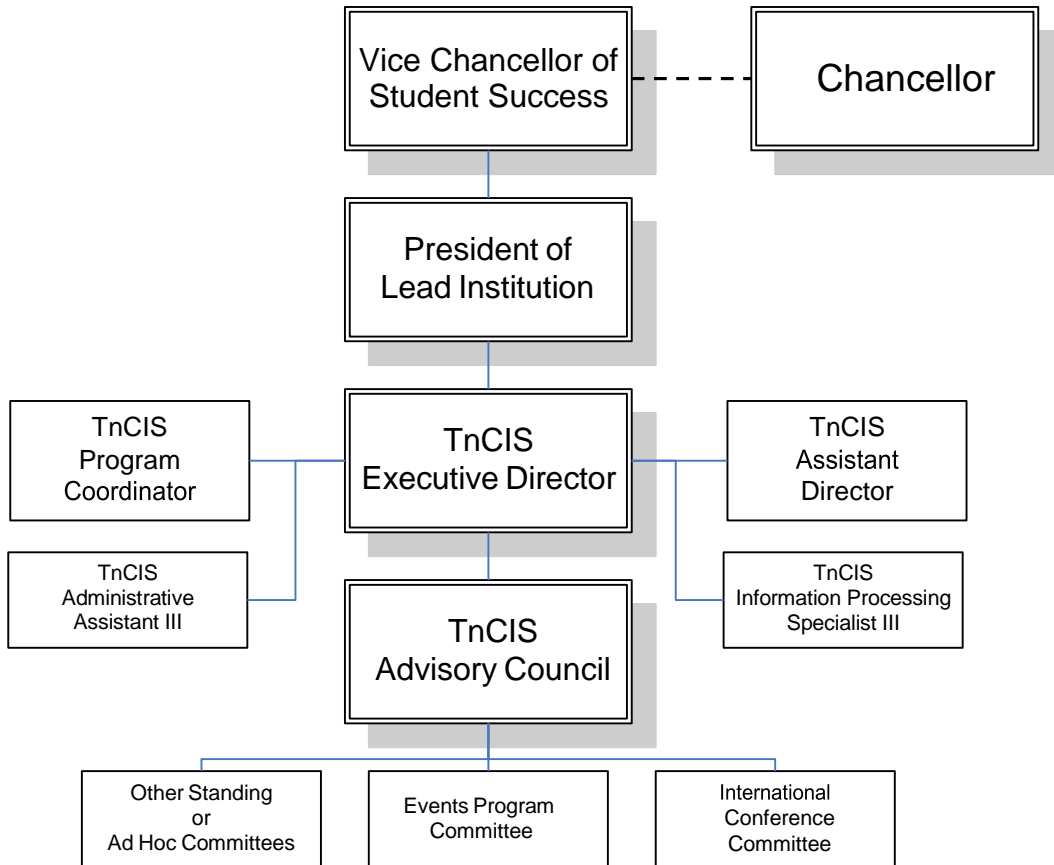 Vice Chancellor of
Student Success
Chancellor
President of
Lead Institution
TnCIS
Program
Coordinator
TnCIS
Executive Director
TnCIS
Assistant
Director
TnCIS
Administrative
Assistant III
TnCIS
Information Processing
Specialist III
TnCIS
Advisory Council
Other Standing
or
Ad Hoc Committees
Events Program
Committee
International
Conference
Committee